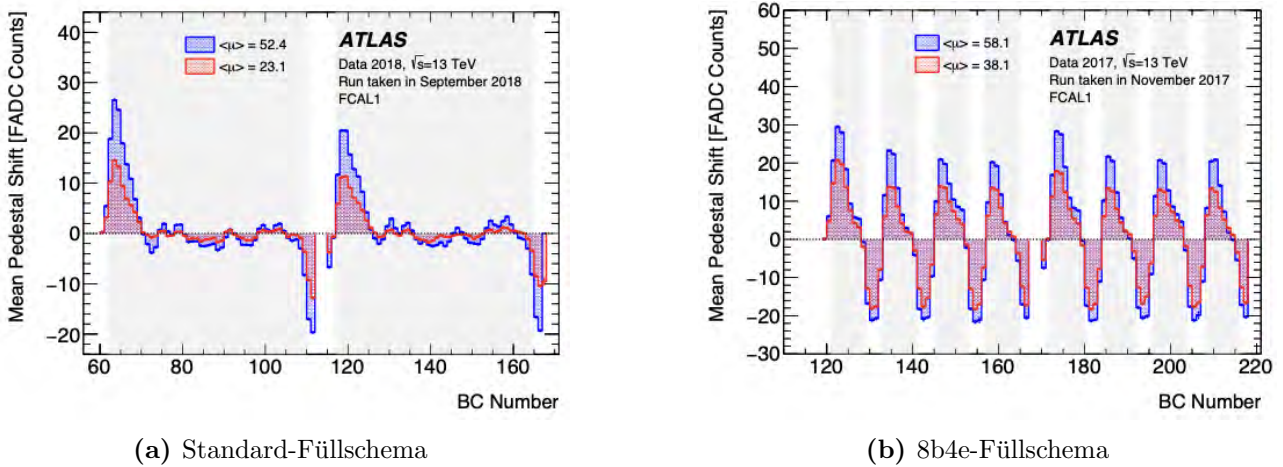 Mean Pedestal Shift [FADC Counts]
40
30
20
10
0
−10
−20
<μ> = 52.4
<μ> = 23.1
ATLAS
Data 2018, √s=13 TeV
Run taken in September 2018
FCAL1
60 80 100 120 140 160
BC Number
(a) Standard-Füllschema
Mean Pedestal Shift [FADC Counts]
60
50
40
30
20
10
0
−10
−20
−30
<μ> = 58.1
<μ> = 38.1
ATLAS
Data 2017, √s=13 TeV
Run taken in November 2017
FCAL1
120 140 160 180 200 220
BC Number
(b) 8b4e-Füllschema